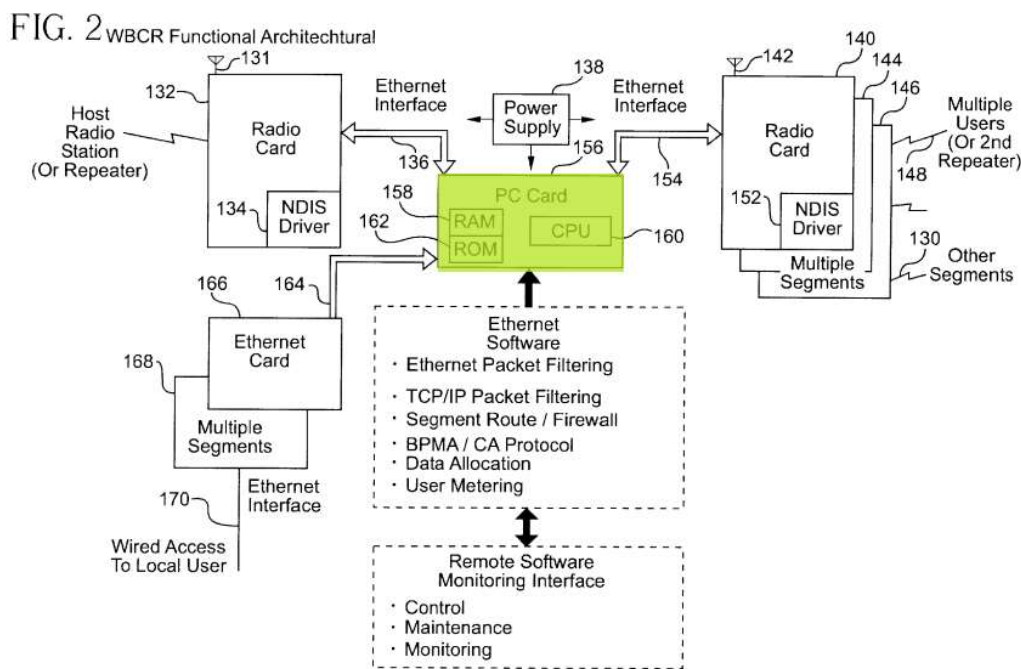 FIG. 2 WBCR Functional Architechtural
131
132
Host
Radio
Station
(Or Repeater)
Radio
Card
134
NDIS
Driver
Ethernet
Interface
136
138
Power
Supply
Ethernet
Interface
154
156
PC Card
158
RAM
162
ROM
CPU
160
142
140
144
146
Radio
Card
152
NDIS
Driver
Multiple
Segments
Multiple
Users
(Or 2nd
Repeater)
148
130
Other
Segments
164
166
Ethernet
Card
168
Multiple
Segments
170
Ethernet
Interface
Wired Access
To Local User
Ethernet
Software
· Ethernet Packet Filtering
· TCP/IP Packet Filtering
· Segment Route / Firewall
· BPMA / CA Protocol
· Data Allocation
· User Metering
Remote Software
Monitoring Interface
· Control
· Maintenance
· Monitoring